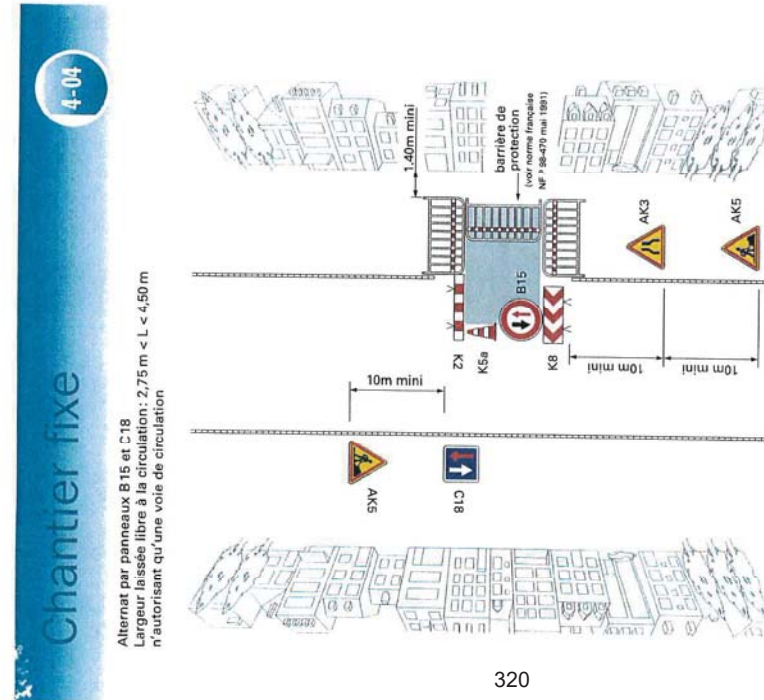 Chantier fixe
4-04
Alternat par panneaux B15 et C18
Largeur laissée libre à la circulation : 2,75 m < L < 4,50 m
n'autorisant qu'une voie de circulation
1.40m mini
barrière de
protection
(voir norme française
NF P 98-470 mai 1991)
AK5
10m mini
C18
K2
K5a
B15
K8
10m mini
AK3
10m mini
AK5
320